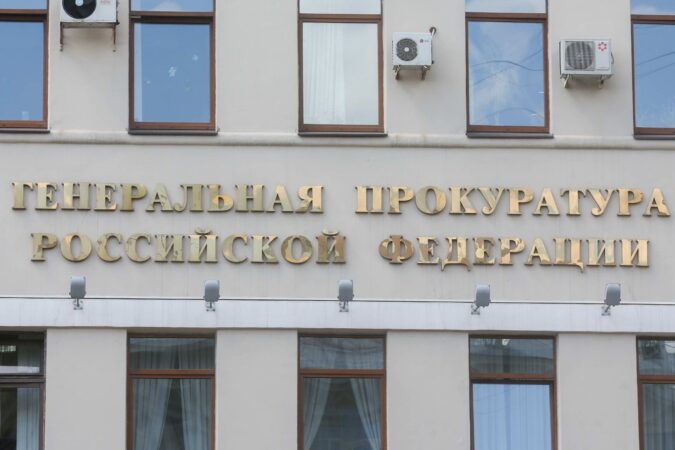 ГЕНЕРАЛЬНАЯ ПРОКУРАТУРА
РОССИЙСКОЙ ФЕДЕРАЦИИ